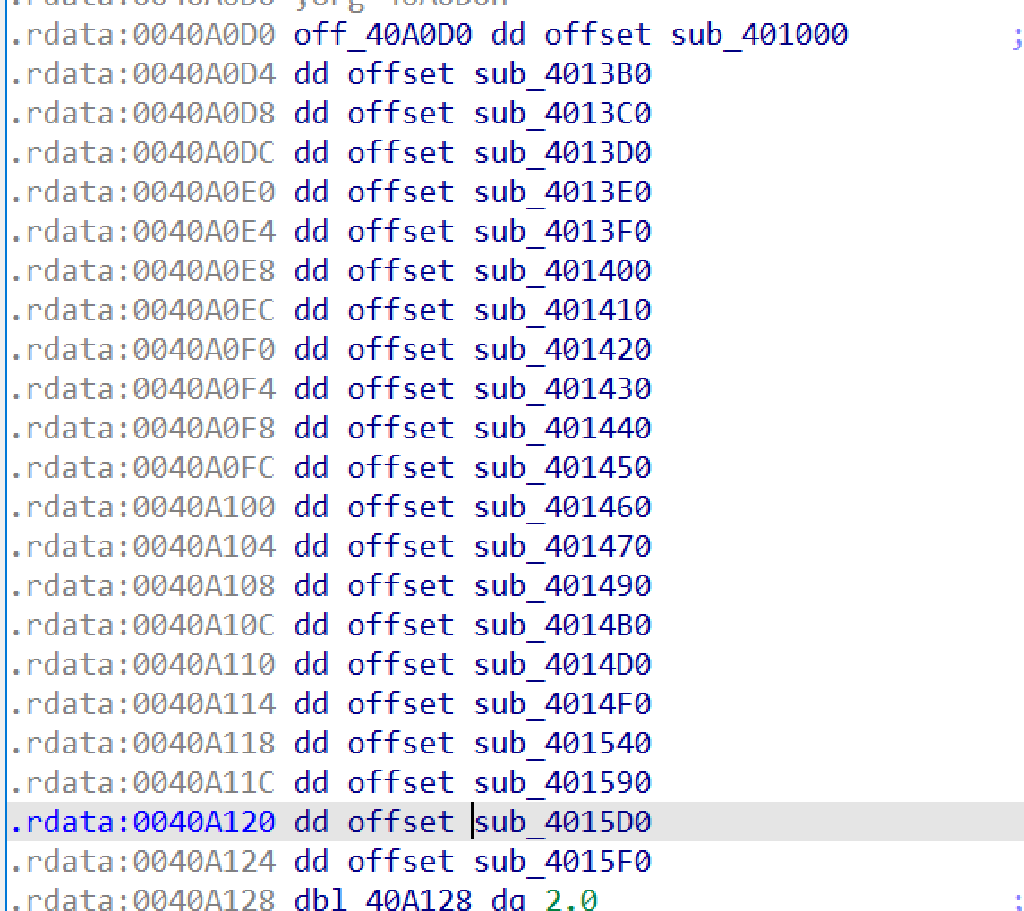 .rdata:0040A0D0 ;org 40A0D0h
.rdata:0040A0D0 off_40A0D0 dd offset sub_401000 ;
.rdata:0040A0D4 dd offset sub_4013B0
.rdata:0040A0D8 dd offset sub_4013C0
.rdata:0040A0DC dd offset sub_4013D0
.rdata:0040A0E0 dd offset sub_4013E0
.rdata:0040A0E4 dd offset sub_4013F0
.rdata:0040A0E8 dd offset sub_401400
.rdata:0040A0EC dd offset sub_401410
.rdata:0040A0F0 dd offset sub_401420
.rdata:0040A0F4 dd offset sub_401430
.rdata:0040A0F8 dd offset sub_401440
.rdata:0040A0FC dd offset sub_401450
.rdata:0040A100 dd offset sub_401460
.rdata:0040A104 dd offset sub_401470
.rdata:0040A108 dd offset sub_401490
.rdata:0040A10C dd offset sub_4014B0
.rdata:0040A110 dd offset sub_4014D0
.rdata:0040A114 dd offset sub_4014F0
.rdata:0040A118 dd offset sub_401540
.rdata:0040A11C dd offset sub_401590
.rdata:0040A120 dd offset sub_4015D0
.rdata:0040A124 dd offset sub_4015F0
.rdata:0040A128 dbl_40A128 dq 2.0 ;